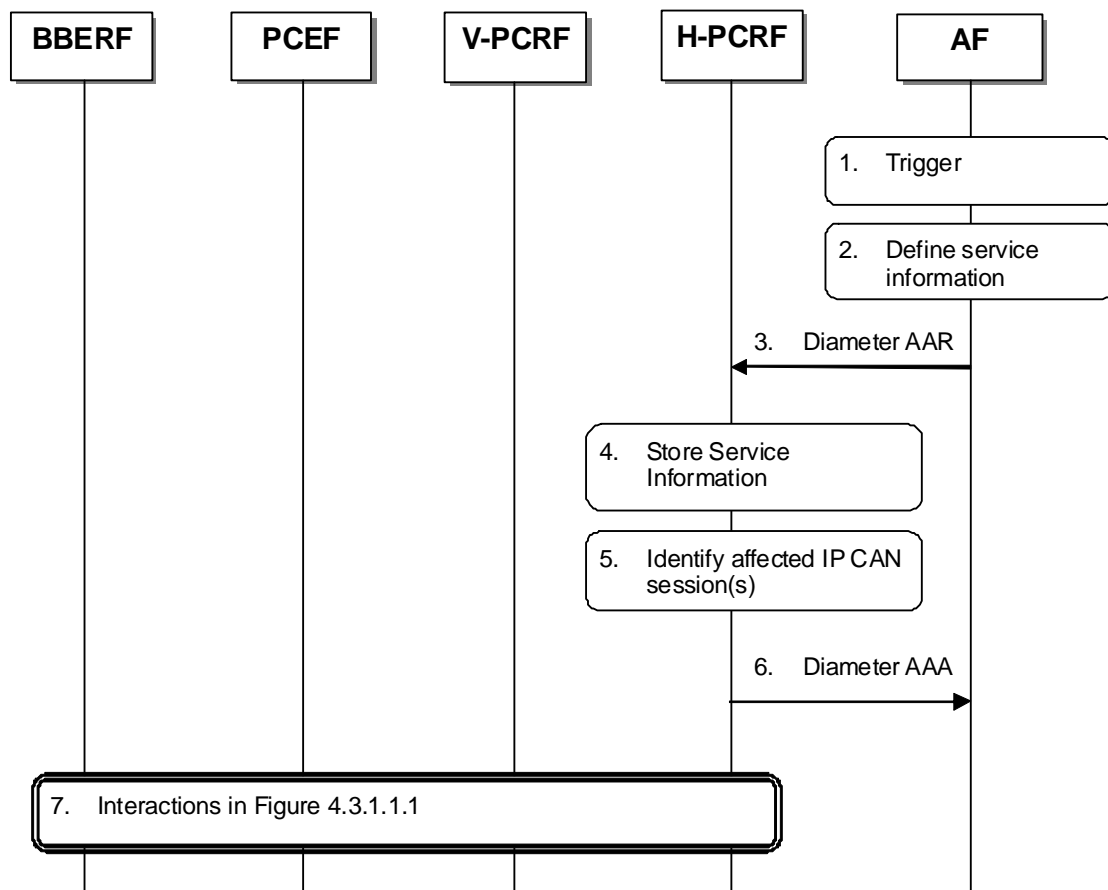 BBERF
PCEF
V-PCRF
H-PCRF
AF
1. Trigger
2. Define service
information
3. Diameter AAR
4. Store Service
Information
5. Identify affected IP CAN
session(s)
6. Diameter AAA
7. Interactions in Figure 4.3.1.1.1